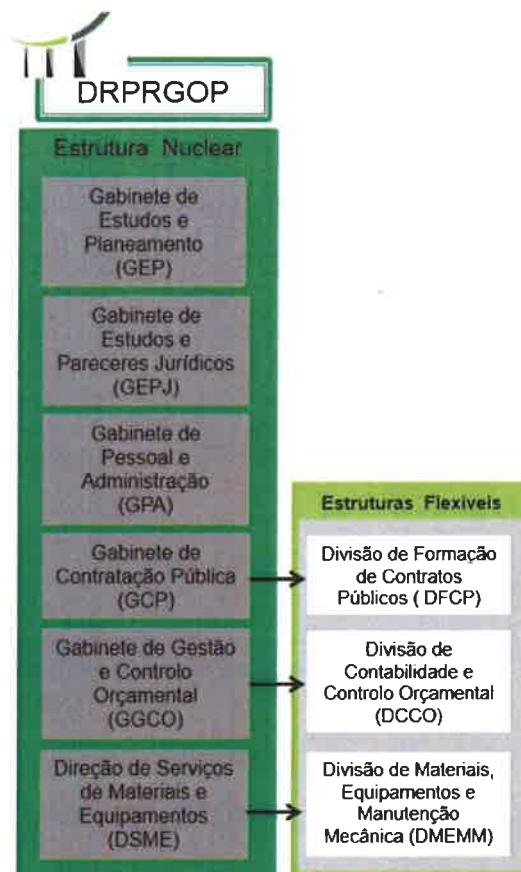 DRPRGOP
Estrutura Nuclear
Gabinete de
Estudos e
Planeamento
(GEP)
Gabinete de
Estudos e
Pareceres Jurídicos
(GEPJ)
Gabinete de
Pessoal e
Administração
(GPA)
Gabinete de
Contratação Pública
(GCP)
Gabinete de Gestão
e Controlo
Orçamental
(GGCO)
Direção de Serviços
de Materiais e
Equipamentos
(DSME)
Estruturas Flexíveis
Divisão de Formação
de Contratos
Públicos ( DFCP)
Divisão de
Contabilidade e
Controlo Orçamental
(DCCO)
Divisão de Materiais,
Equipamentos e
Manutenção
Mecânica (DMEMM)